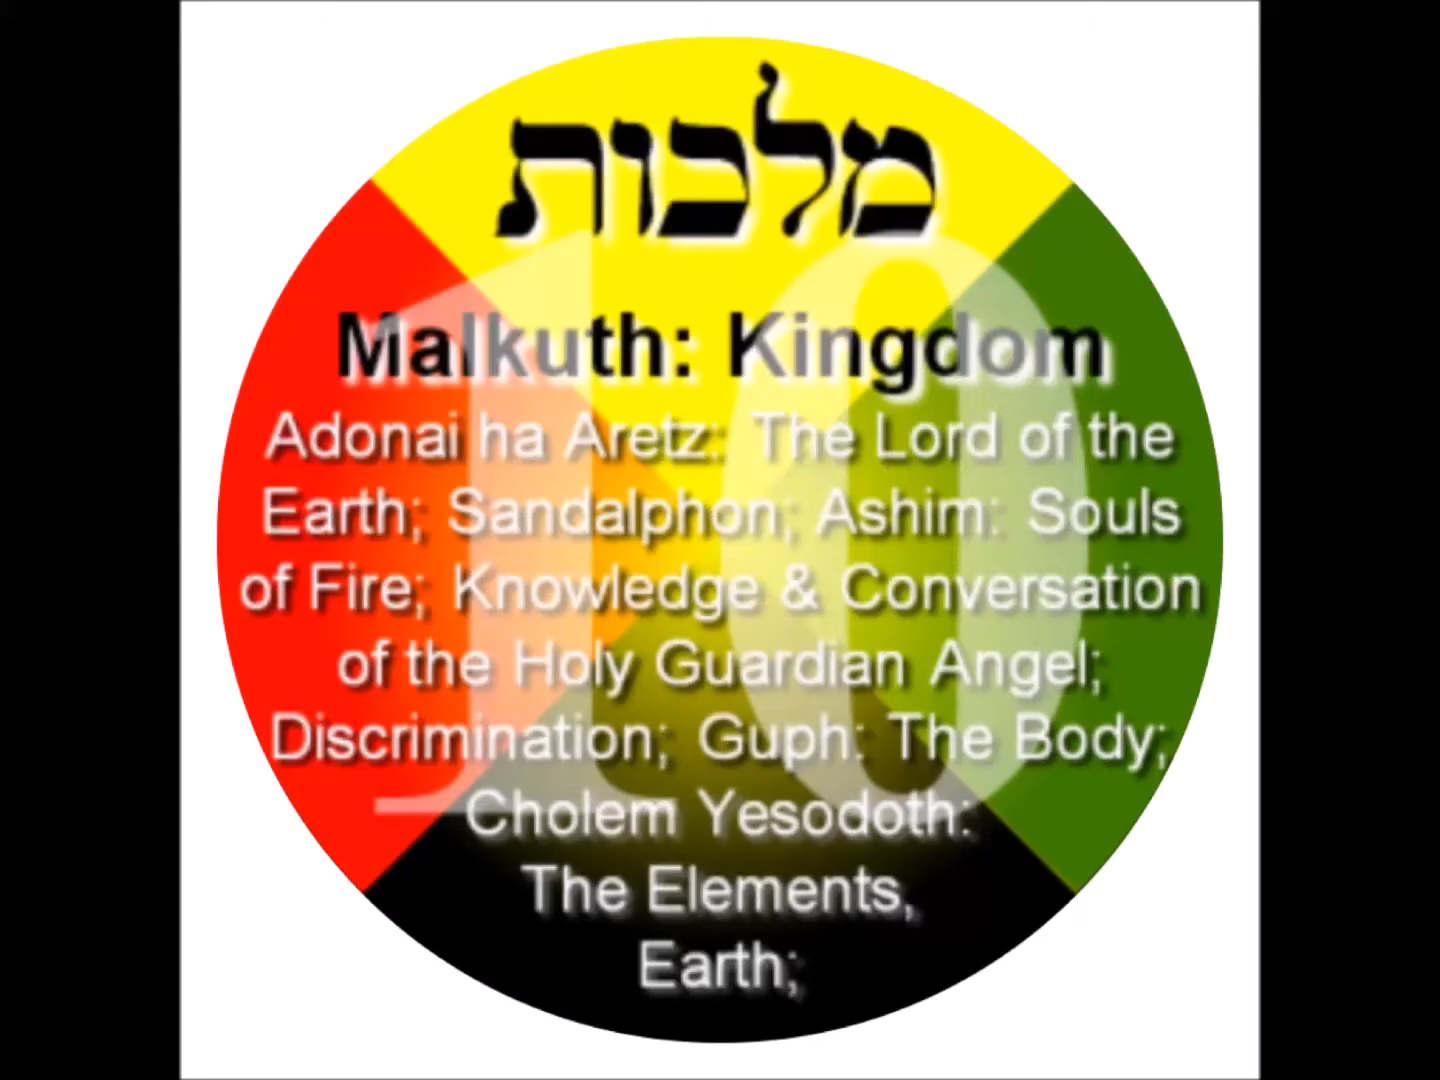 מלכות
10
Malkuth: Kingdom
Adonai ha Aretz: The Lord of the
Earth; Sandalphon; Ashim: Souls
of Fire; Knowledge & Conversation
of the Holy Guardian Angel;
Discrimination; Guph: The Body;
Cholem Yesodoth:
The Elements,
Earth;